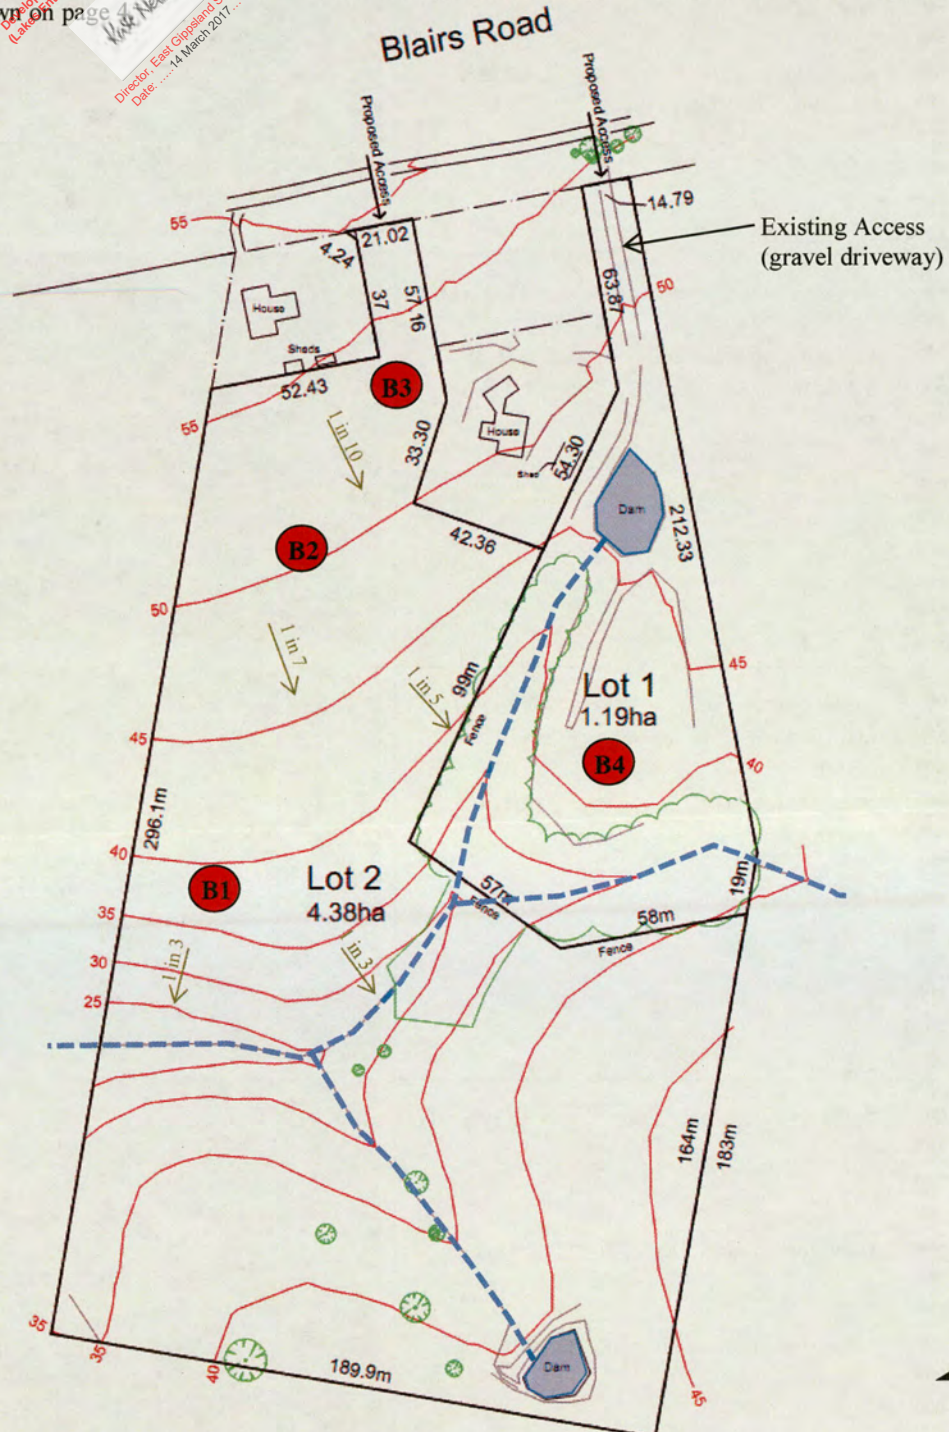 wn on page 4
Director, East Gippsland S
Date: .....14 March 2017...
Blairs Road
Proposed Access
Proposed Access
14.79
Existing Access
(gravel driveway)
55
21.02
4.24
37
57.16
63.87
50
House
Sheds
52.43
B3
55
1 in 10
33.30
House
Shed
54.30
Dam
212.33
42.36
B2
50
1 in 7
1 in 5
99m
Fence
45
Lot 1
1.19ha
45
B4
40
296.1m
40
B1
Lot 2
4.38ha
57m
Fence
19m
58m
Fence
35
30
25
1 in 3
1 in 3
164m
183m
35
35
40
189.9m
Dam
45